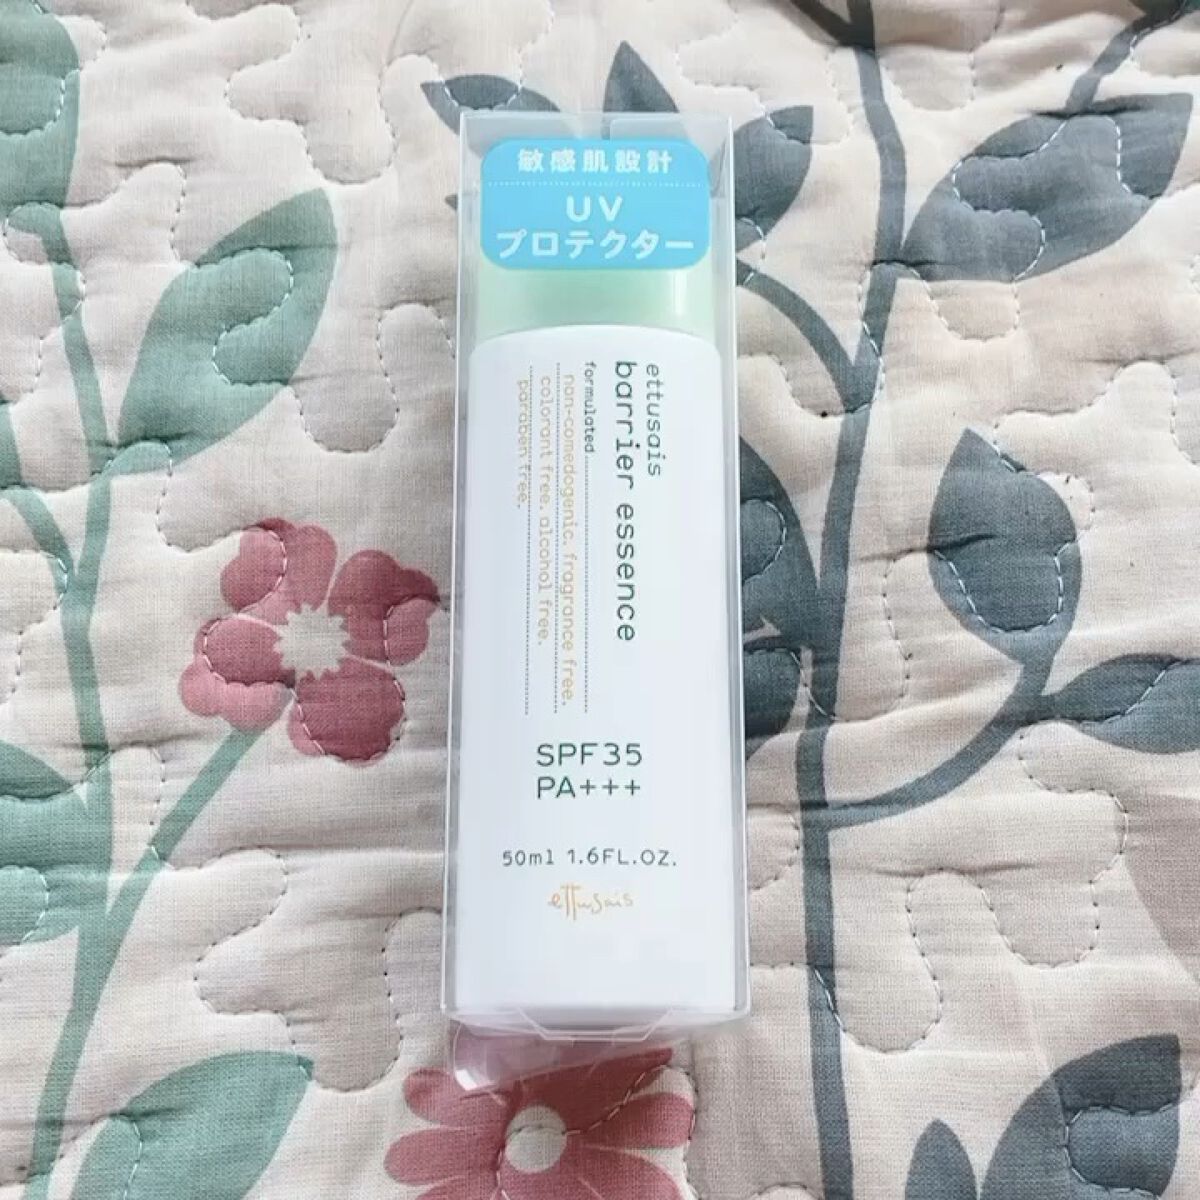 敏感肌設計
UV
プロテクター
ettusais
barrier essence
formulated
non-comedogenic. fragrance free.
colorant free. alcohol free.
paraben free.
SPF35
PA+++
50ml 1.6FL.OZ.
ettusais